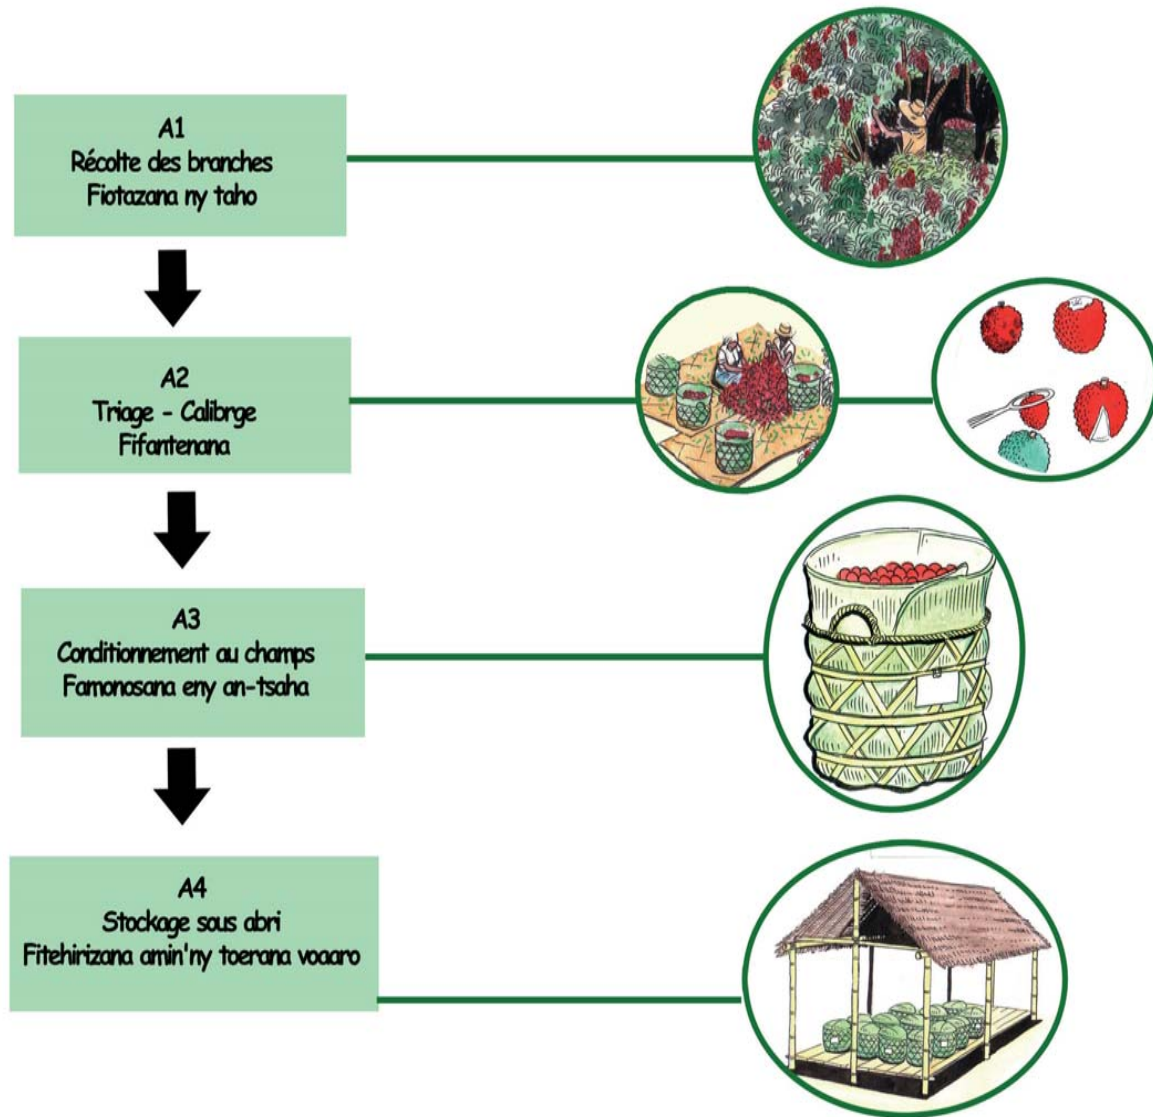 A1
Récolte des branches
Fiotazana ny taho
A2
Triage - Calibrge
Fifantenana
A3
Conditionnement au champs
Famonosana eny an-tsaha
A4
Stockage sous abri
Fitehirizana amin'ny toerana voaaro